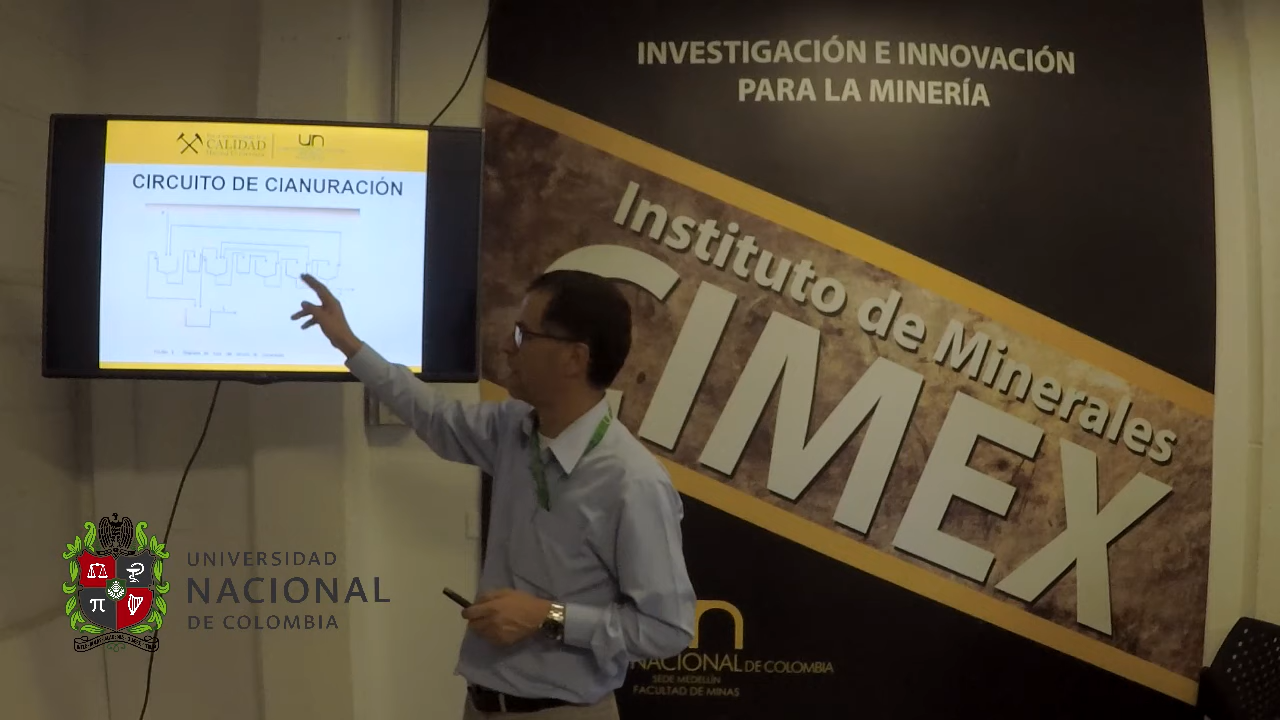 INVESTIGACIÓN E INNOVACIÓN
PARA LA MINERÍA
CALIDAD
un
CIRCUITO DE CIANURACIÓN
Instituto de Minerales
CIMEX
un
NACIONAL DE COLOMBIA
SEDE MEDELLÍN
FACULTAD DE MINAS
UNIVERSIDAD
NACIONAL
DE COLOMBIA